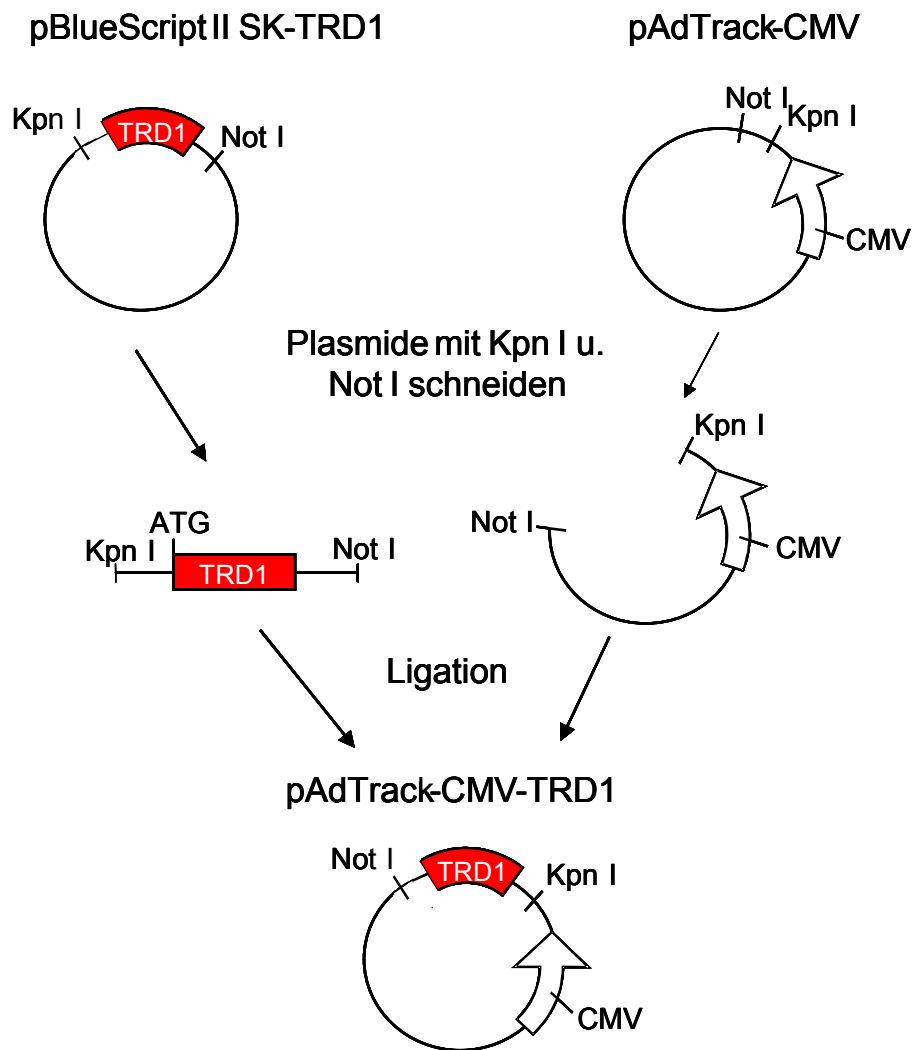 pBlueScript II SK-TRD1
pAdTrack-CMV
Kpn I
TRD1
Not I
Not I
Kpn I
CMV
Plasmide mit Kpn I u.
Not I schneiden
Kpn I
Not I
CMV
ATG
Kpn I
Not I
TRD1
Ligation
pAdTrack-CMV-TRD1
Not I
TRD1
Kpn I
CMV